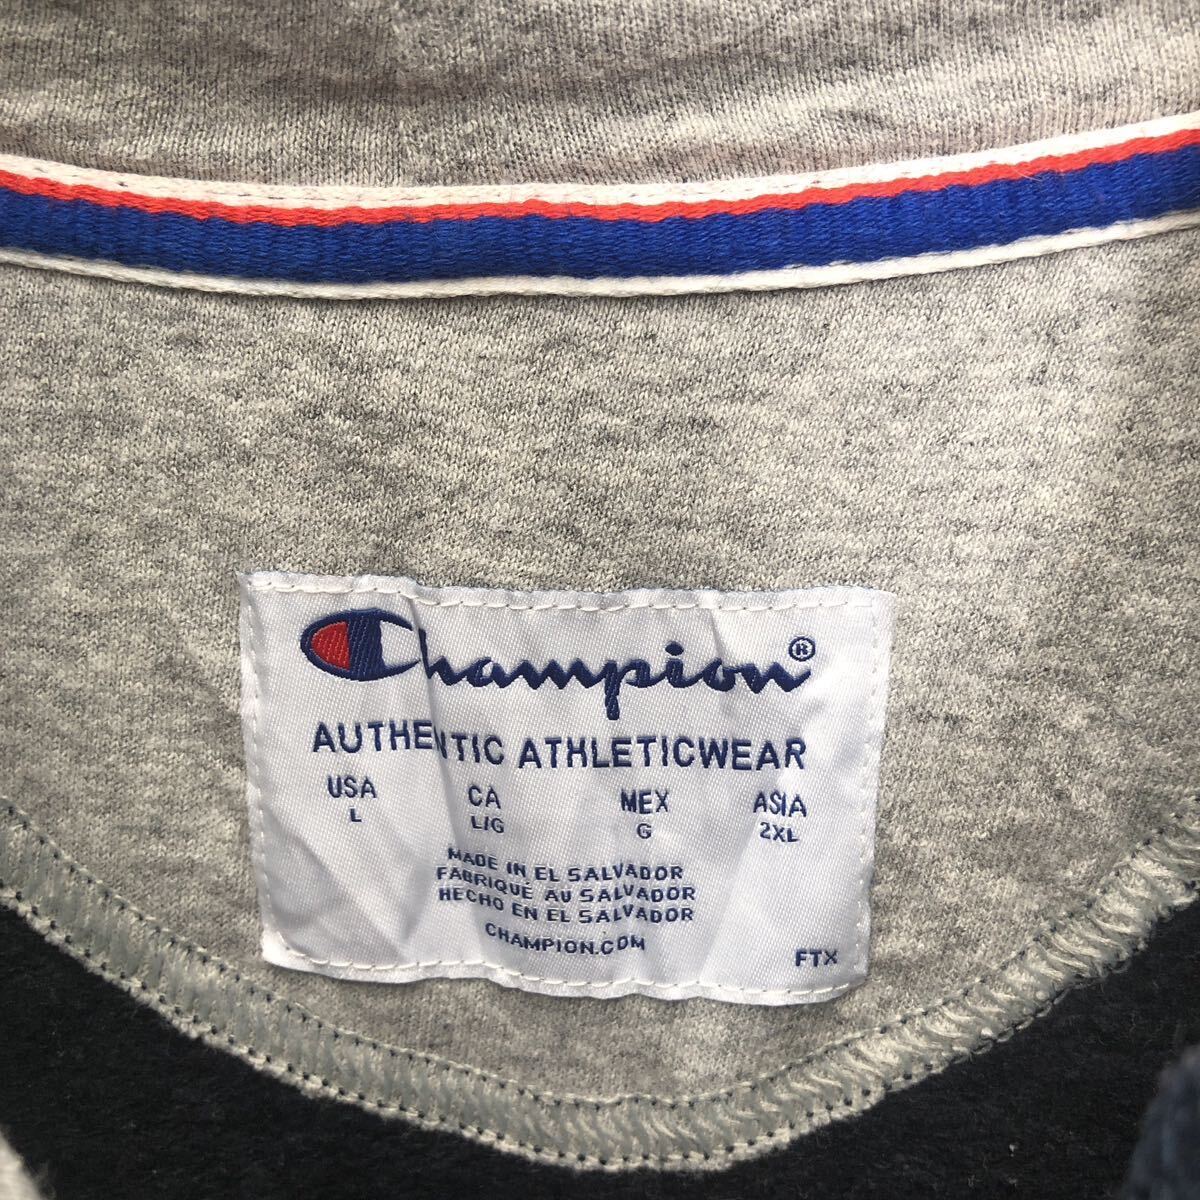 Champion®
AUTHENTIC ATHLETICWEAR
USA CA MEX ASIA
L L/G G 2XL
MADE IN EL SALVADOR
FABRIQUÉ AU SALVADOR
HECHO EN EL SALVADOR
CHAMPION.COM
FTX